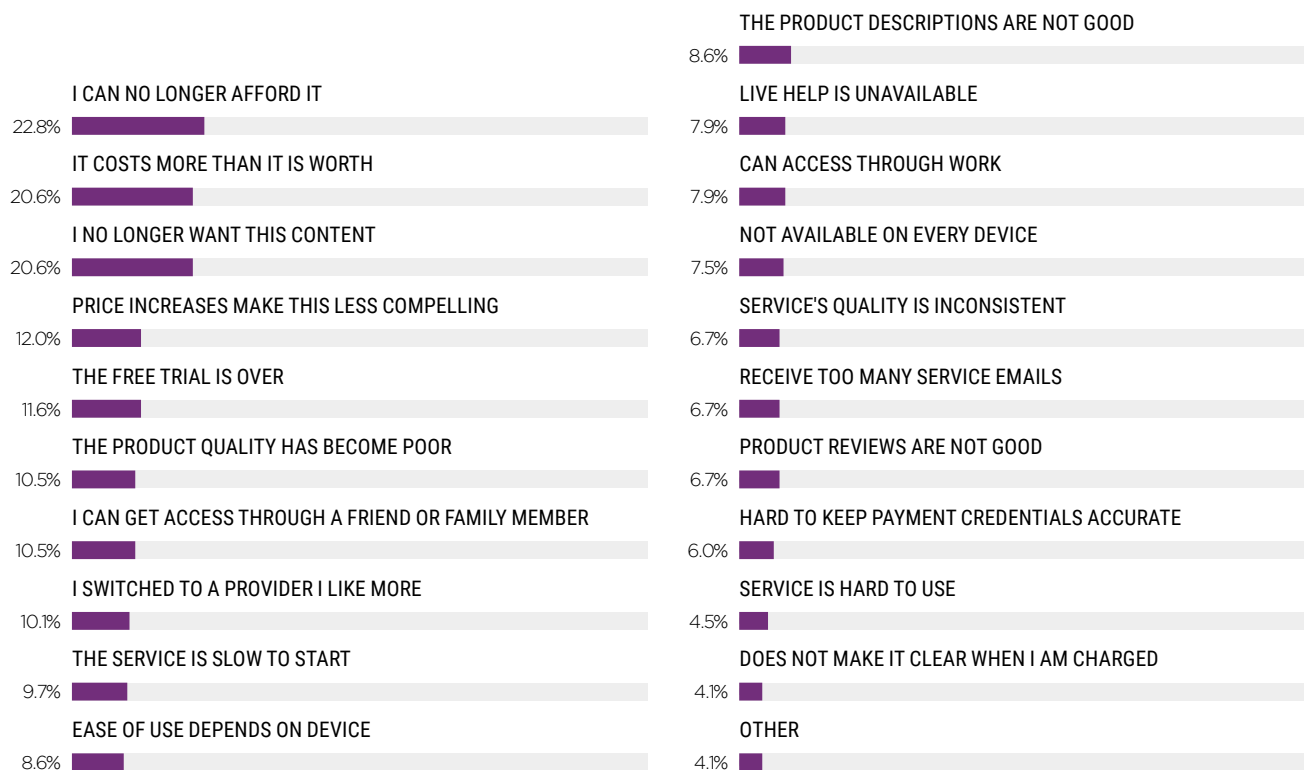 I CAN NO LONGER AFFORD IT
22.8%
IT COSTS MORE THAN IT IS WORTH
20.6%
I NO LONGER WANT THIS CONTENT
20.6%
PRICE INCREASES MAKE THIS LESS COMPELLING
12.0%
THE FREE TRIAL IS OVER
11.6%
THE PRODUCT QUALITY HAS BECOME POOR
10.5%
I CAN GET ACCESS THROUGH A FRIEND OR FAMILY MEMBER
10.5%
I SWITCHED TO A PROVIDER I LIKE MORE
10.1%
THE SERVICE IS SLOW TO START
9.7%
EASE OF USE DEPENDS ON DEVICE
8.6%
THE PRODUCT DESCRIPTIONS ARE NOT GOOD
8.6%
LIVE HELP IS UNAVAILABLE
7.9%
CAN ACCESS THROUGH WORK
7.9%
NOT AVAILABLE ON EVERY DEVICE
7.5%
SERVICE'S QUALITY IS INCONSISTENT
6.7%
RECEIVE TOO MANY SERVICE EMAILS
6.7%
PRODUCT REVIEWS ARE NOT GOOD
6.7%
HARD TO KEEP PAYMENT CREDENTIALS ACCURATE
6.0%
SERVICE IS HARD TO USE
4.5%
DOES NOT MAKE IT CLEAR WHEN I AM CHARGED
4.1%
OTHER
4.1%